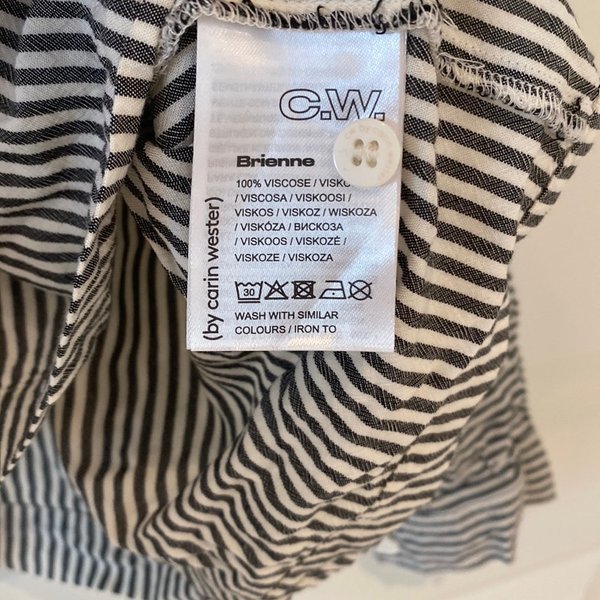 C.W.
(by carin wester)
Brienne
100% VISCOSE /
/ VISCOSA / VISKOOSI /
VISKOS / VISKOZ / WISKOZA
/ VISKÓZA / ВИСКОЗА
/ VISKOOS / VISKOZĖ /
VISKOZE / VISKOZA
30
WASH WITH SIMILAR
COLOURS / IRON TO